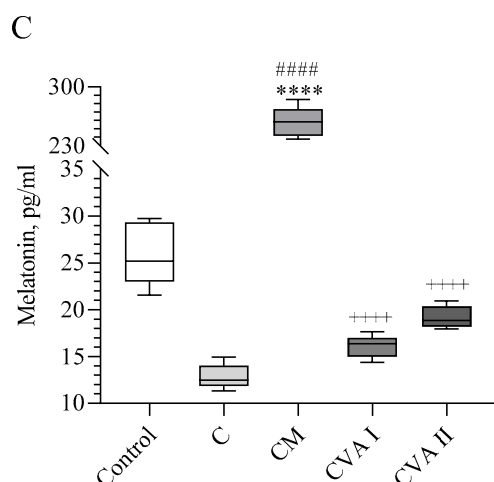 C
####
****
300
230
35
30
25
20
15
10
Melatonin, pg/ml
++++
++++
Control
C
CM
CVA I
CVA II